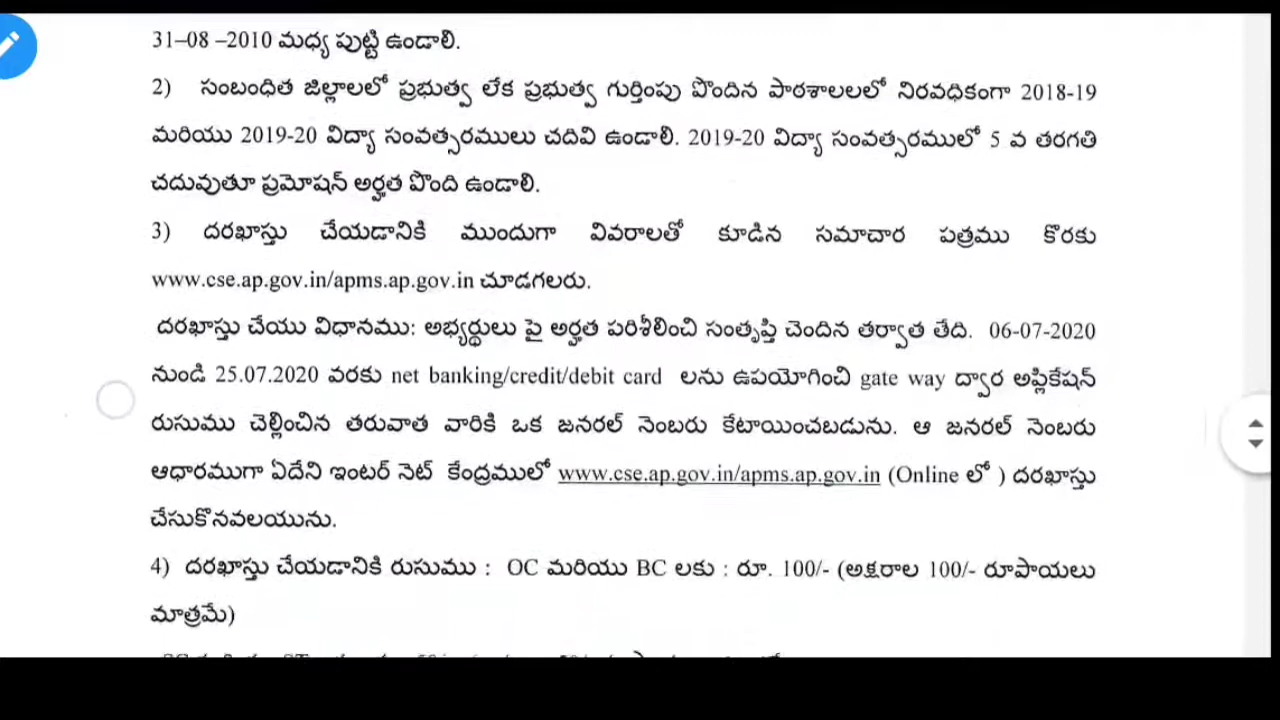 31–08 –2010 మధ్య పుట్టి ఉండాలి.
2) సంబంధిత జిల్లాలలో ప్రభుత్వ లేక ప్రభుత్వ గుర్తింపు పొందిన పాఠశాలలలో నిరవధికంగా 2018-19
మరియు 2019-20 విద్యా సంవత్సరములు చదివి ఉండాలి. 2019-20 విద్యా సంవత్సరములో 5 వ తరగతి
చదువుతూ ప్రమోషన్ అర్హత పొంది ఉండాలి.
3) దరఖాస్తు చేయడానికి ముందుగా వివరాలతో కూడిన సమాచార పత్రము కొరకు
www.cse.ap.gov.in/apms.ap.gov.in చూడగలరు.
దరఖాస్తు చేయు విధానము: అభ్యర్థులు పై అర్హత పరిశీలించి సంతృప్తి చెందిన తర్వాత తేది. 06-07-2020
నుండి 25.07.2020 వరకు net banking/credit/debit card లను ఉపయోగించి gate way ద్వార అప్లికేషన్
రుసుము చెల్లించిన తరువాత వారికి ఒక జనరల్ నెంబరు కేటాయించబడును. ఆ జనరల్ నెంబరు
ఆధారముగా ఏదేని ఇంటర్ నెట్ కేంద్రములో www.cse.ap.gov.in/apms.ap.gov.in (Online లో ) దరఖాస్తు
చేసుకొనవలయును.
4) దరఖాస్తు చేయడానికి రుసుము : OC మరియు BC లకు : రూ. 100/- (అక్షరాల 100/- రూపాయలు
మాత్రమే)